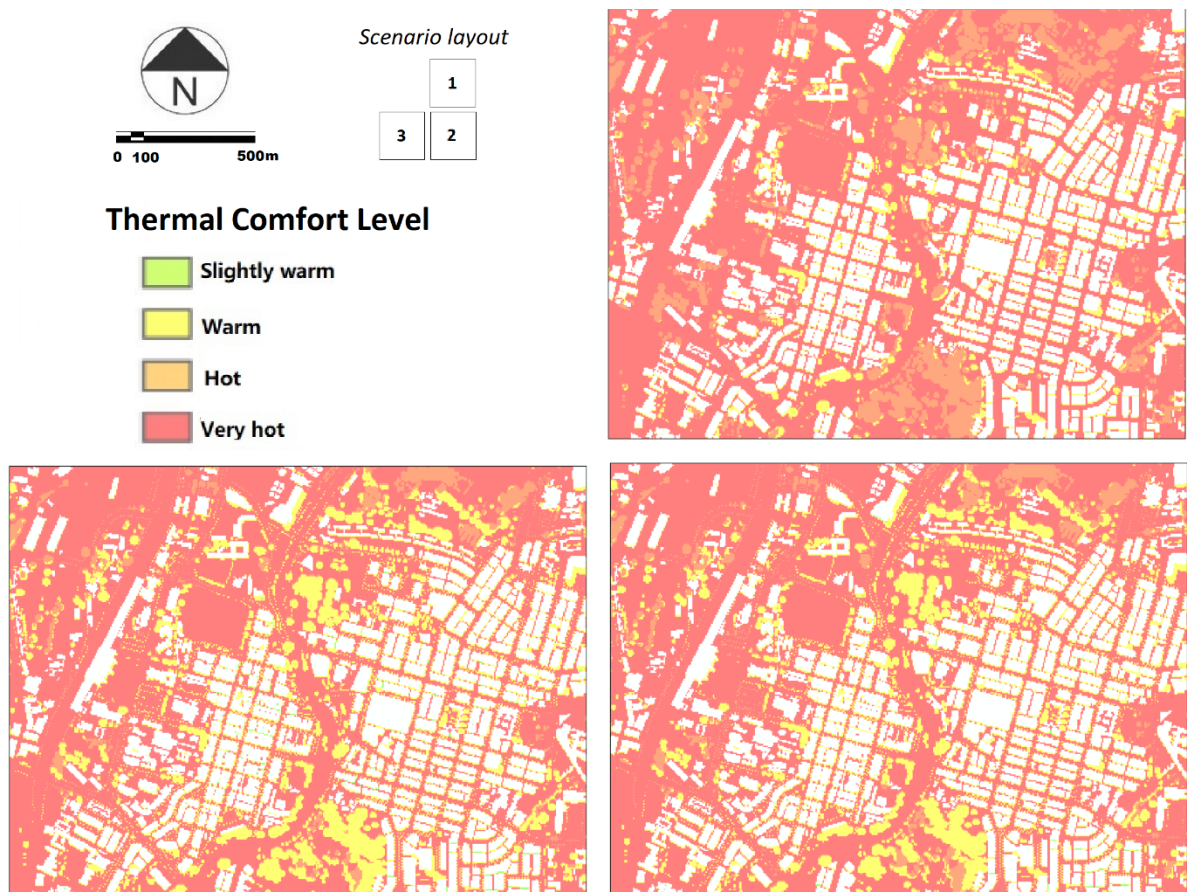 N
0 100 500m
Scenario layout
1
3 2
Thermal Comfort Level
Slightly warm
Warm
Hot
Very hot